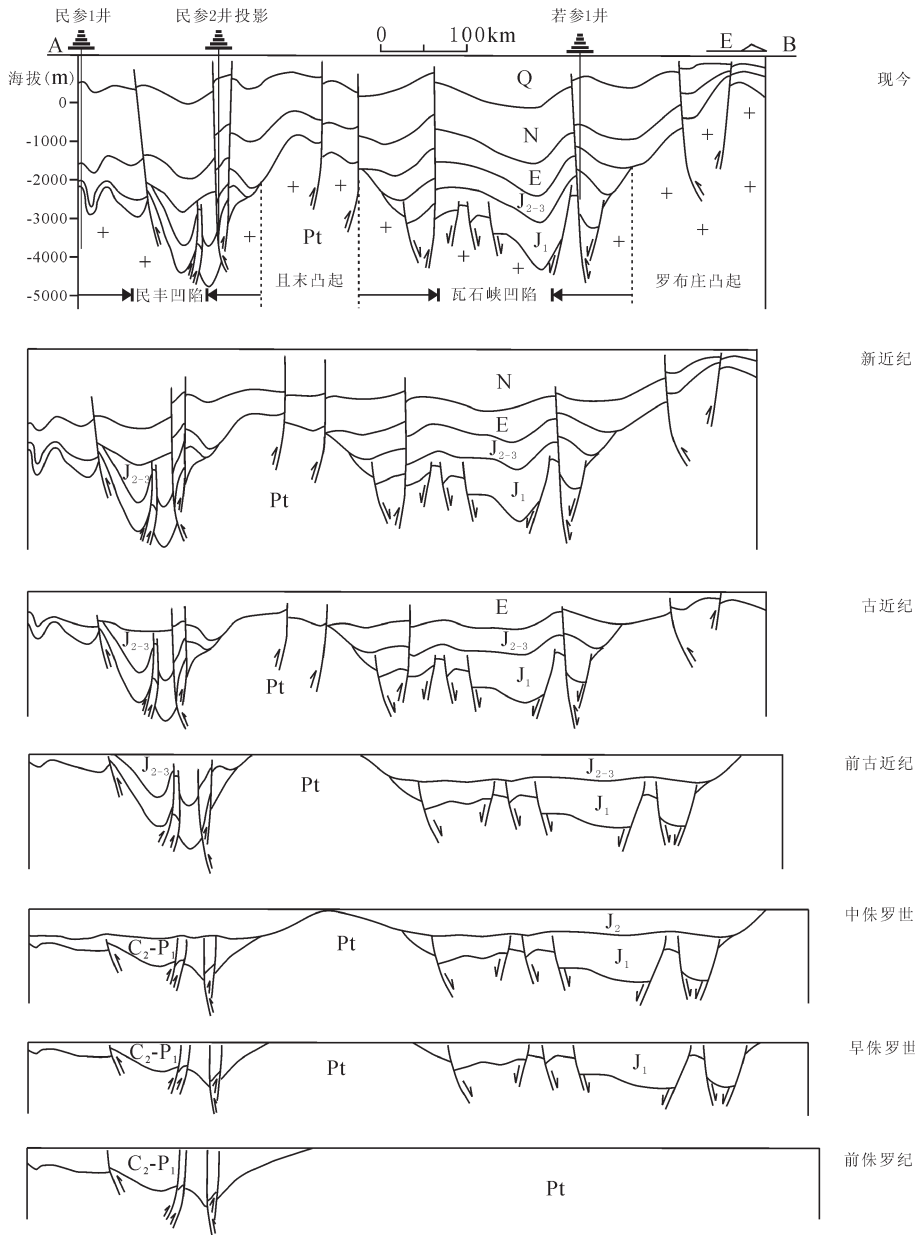 民参1井 民参2井投影 若参1井
0 100km
A E B
海拔(m) Q 现今
0
-1000 N
-2000 E
J₂₋₃
-3000 Pt J₁
-4000
民丰凹陷 且末凸起 瓦石峡凹陷 罗布庄凸起
-5000
新近纪
N
E
J₂₋₃ J₂₋₃
Pt J₁
古近纪
E
J₂₋₃ J₂₋₃
Pt J₁
前古近纪
J₂₋₃ J₂₋₃
Pt J₁
中侏罗世
J₂
C₂-P₁ Pt J₁
早侏罗世
C₂-P₁ Pt J₁
前侏罗纪
C₂-P₁ Pt